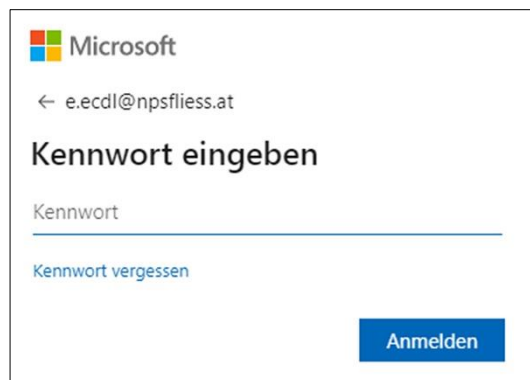 Microsoft
← e.ecdl@npsfliess.at
Kennwort eingeben
Kennwort
Kennwort vergessen
Anmelden